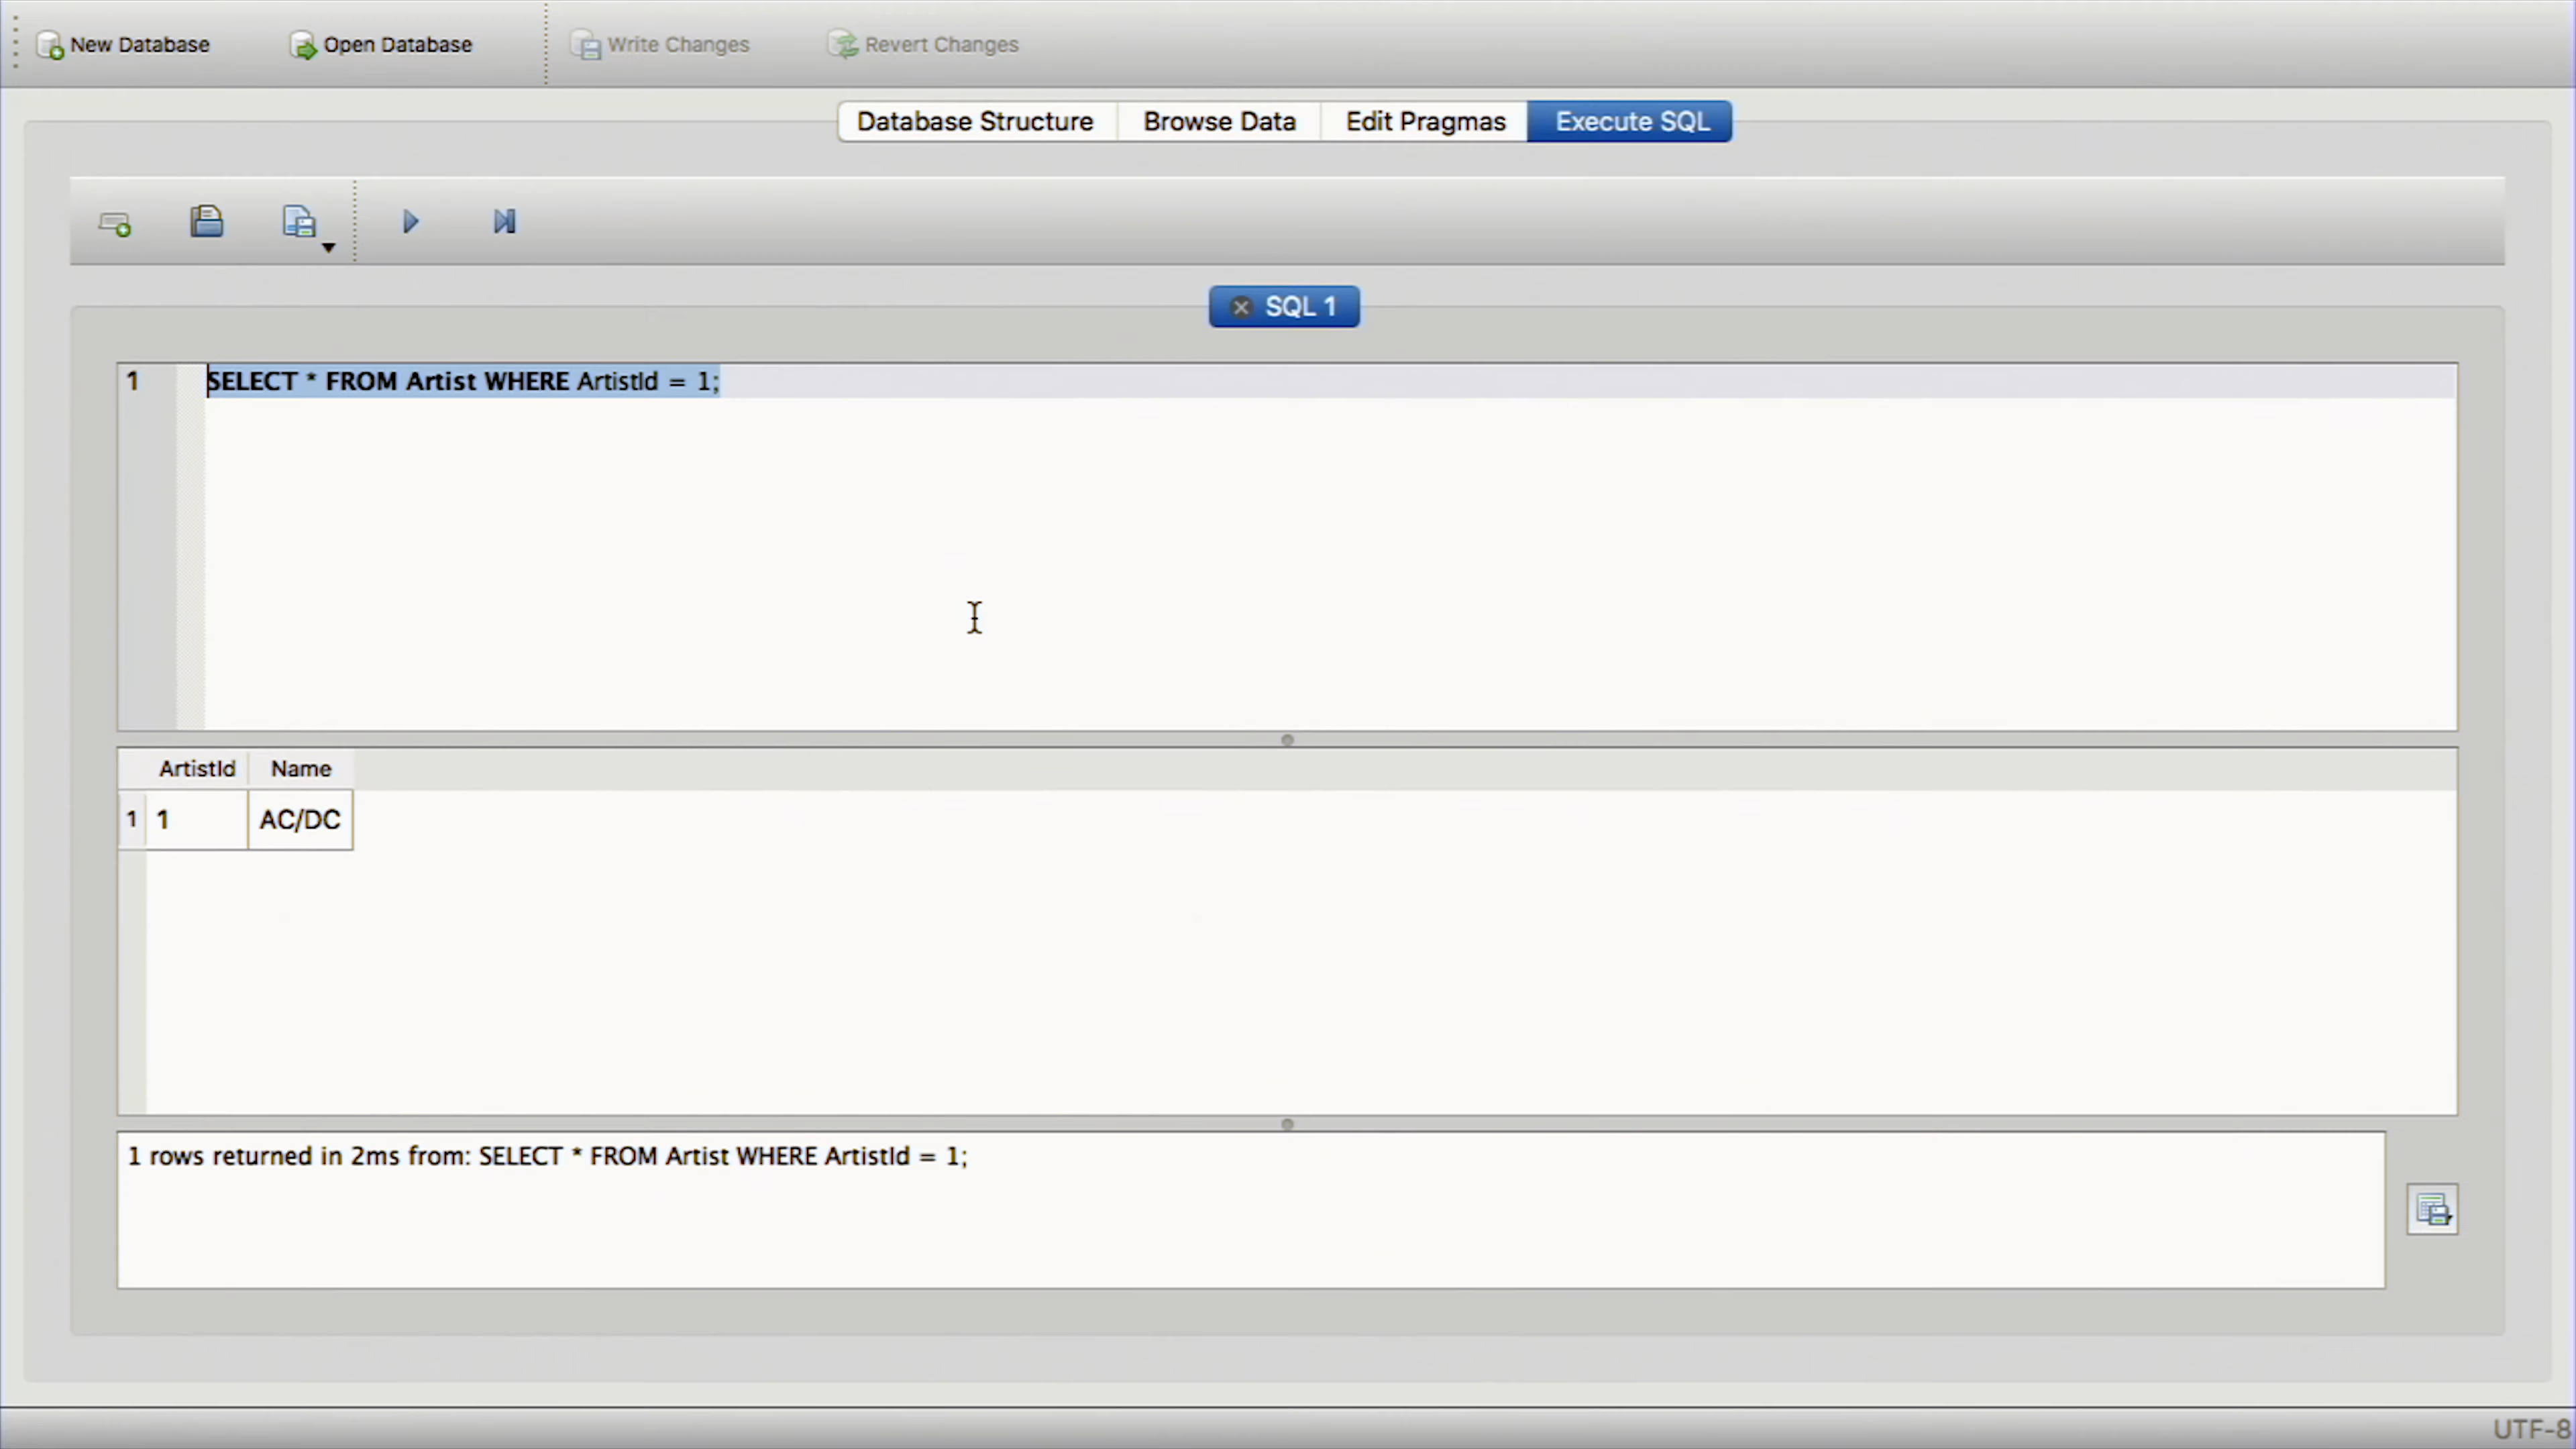 New Database Open Database Write Changes Revert Changes
Database Structure Browse Data Edit Pragmas Execute SQL
SQL 1
1 SELECT * FROM Artist WHERE ArtistId = 1;
ArtistId Name
1 1 AC/DC
1 rows returned in 2ms from: SELECT * FROM Artist WHERE ArtistId = 1;
UTF-8